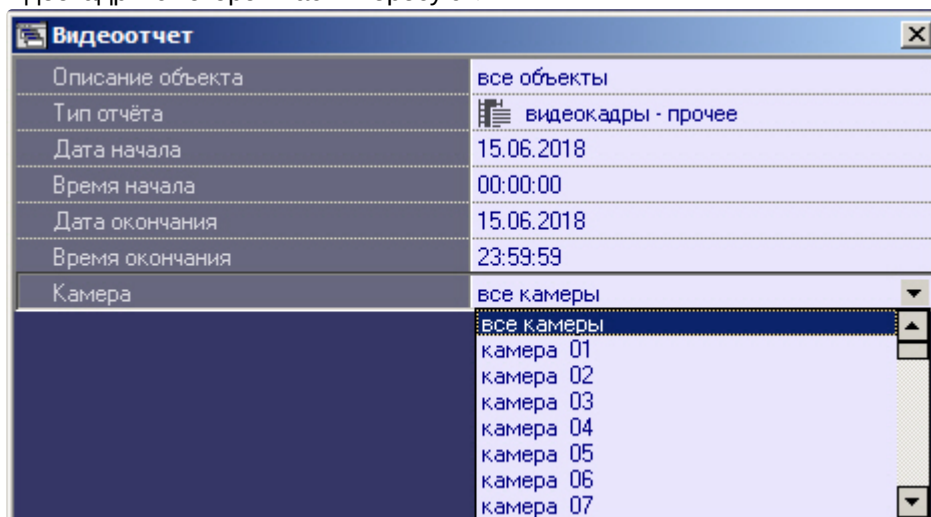 Видеоотчет
Описание объекта все объекты
Тип отчёта видеокадры - прочее
Дата начала 15.06.2018
Время начала 00:00:00
Дата окончания 15.06.2018
Время окончания 23:59:59
Камера все камеры
все камеры
камера 01
камера 02
камера 03
камера 04
камера 05
камера 06
камера 07